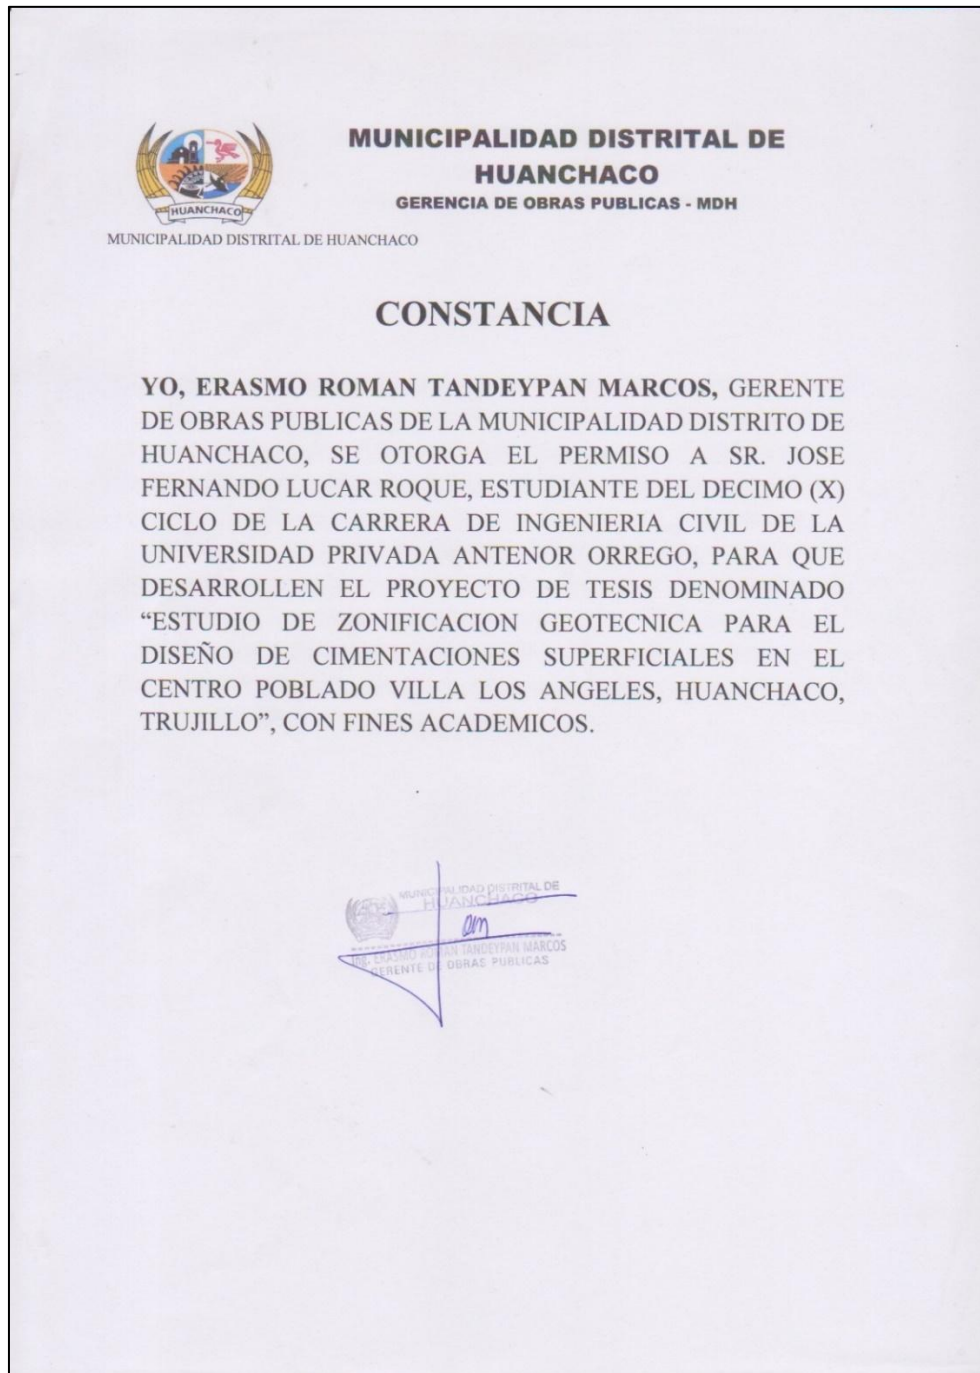 MUNICIPALIDAD DISTRITAL DE
HUANCHACO
GERENCIA DE OBRAS PUBLICAS - MDH
HUANCHACO
MUNICIPALIDAD DISTRITAL DE HUANCHACO
CONSTANCIA
YO, ERASMO ROMAN TANDEYPAN MARCOS, GERENTE
DE OBRAS PUBLICAS DE LA MUNICIPALIDAD DISTRITO DE
HUANCHACO, SE OTORGA EL PERMISO A SR. JOSE
FERNANDO LUCAR ROQUE, ESTUDIANTE DEL DECIMO (X)
CICLO DE LA CARRERA DE INGENIERIA CIVIL DE LA
UNIVERSIDAD PRIVADA ANTENOR ORREGO, PARA QUE
DESARROLLEN EL PROYECTO DE TESIS DENOMINADO
“ESTUDIO DE ZONIFICACION GEOTECNICA PARA EL
DISEÑO DE CIMENTACIONES SUPERFICIALES EN EL
CENTRO POBLADO VILLA LOS ANGELES, HUANCHACO,
TRUJILLO”, CON FINES ACADEMICOS.
MUNICIPALIDAD DISTRITAL DE
HUANCHACO
Ing. ERASMO ROMAN TANDEYPAN MARCOS
GERENTE DE OBRAS PUBLICAS